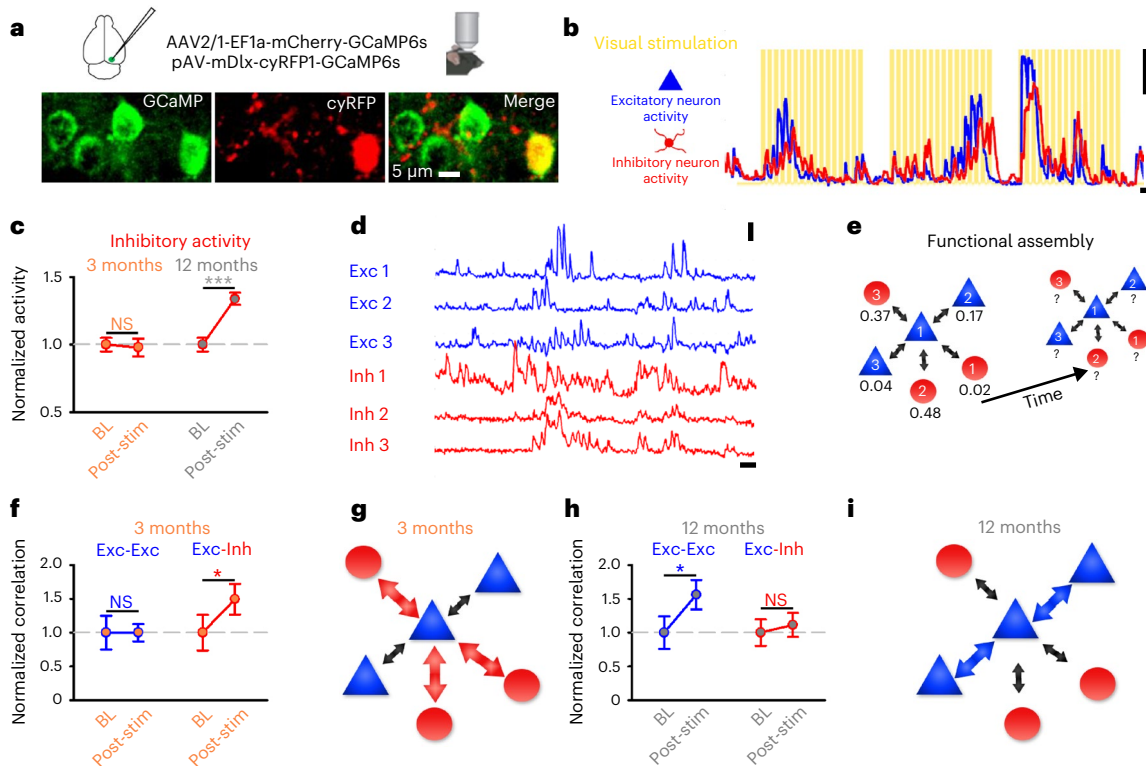 a
AAV2/1-EF1a-mCherry-GCaMP6s
pAV-mDlx-cyRFP1-GCaMP6s
GCaMP
cyRFP
Merge
5 µm
b
Visual stimulation
Excitatory neuron
activity
Inhibitory neuron
activity
c
Inhibitory activity
3 months
12 months
Normalized activity
1.5
1.0
0.5
NS
***
BL
Post-stim
BL
Post-stim
d
Exc 1
Exc 2
Exc 3
Inh 1
Inh 2
Inh 3
e
Functional assembly
3
0.37
2
0.17
1
3
0.04
2
0.48
1
0.02
Time
3
?
2
?
1
3
?
2
?
1
?
f
3 months
Exc-Exc
Exc-Inh
Normalized correlation
2.0
1.5
1.0
0.5
0
NS
*
BL
Post-stim
BL
Post-stim
g
3 months
h
12 months
Exc-Exc
Exc-Inh
Normalized correlation
2.0
1.5
1.0
0.5
0
*
NS
BL
Post-stim
BL
Post-stim
i
12 months